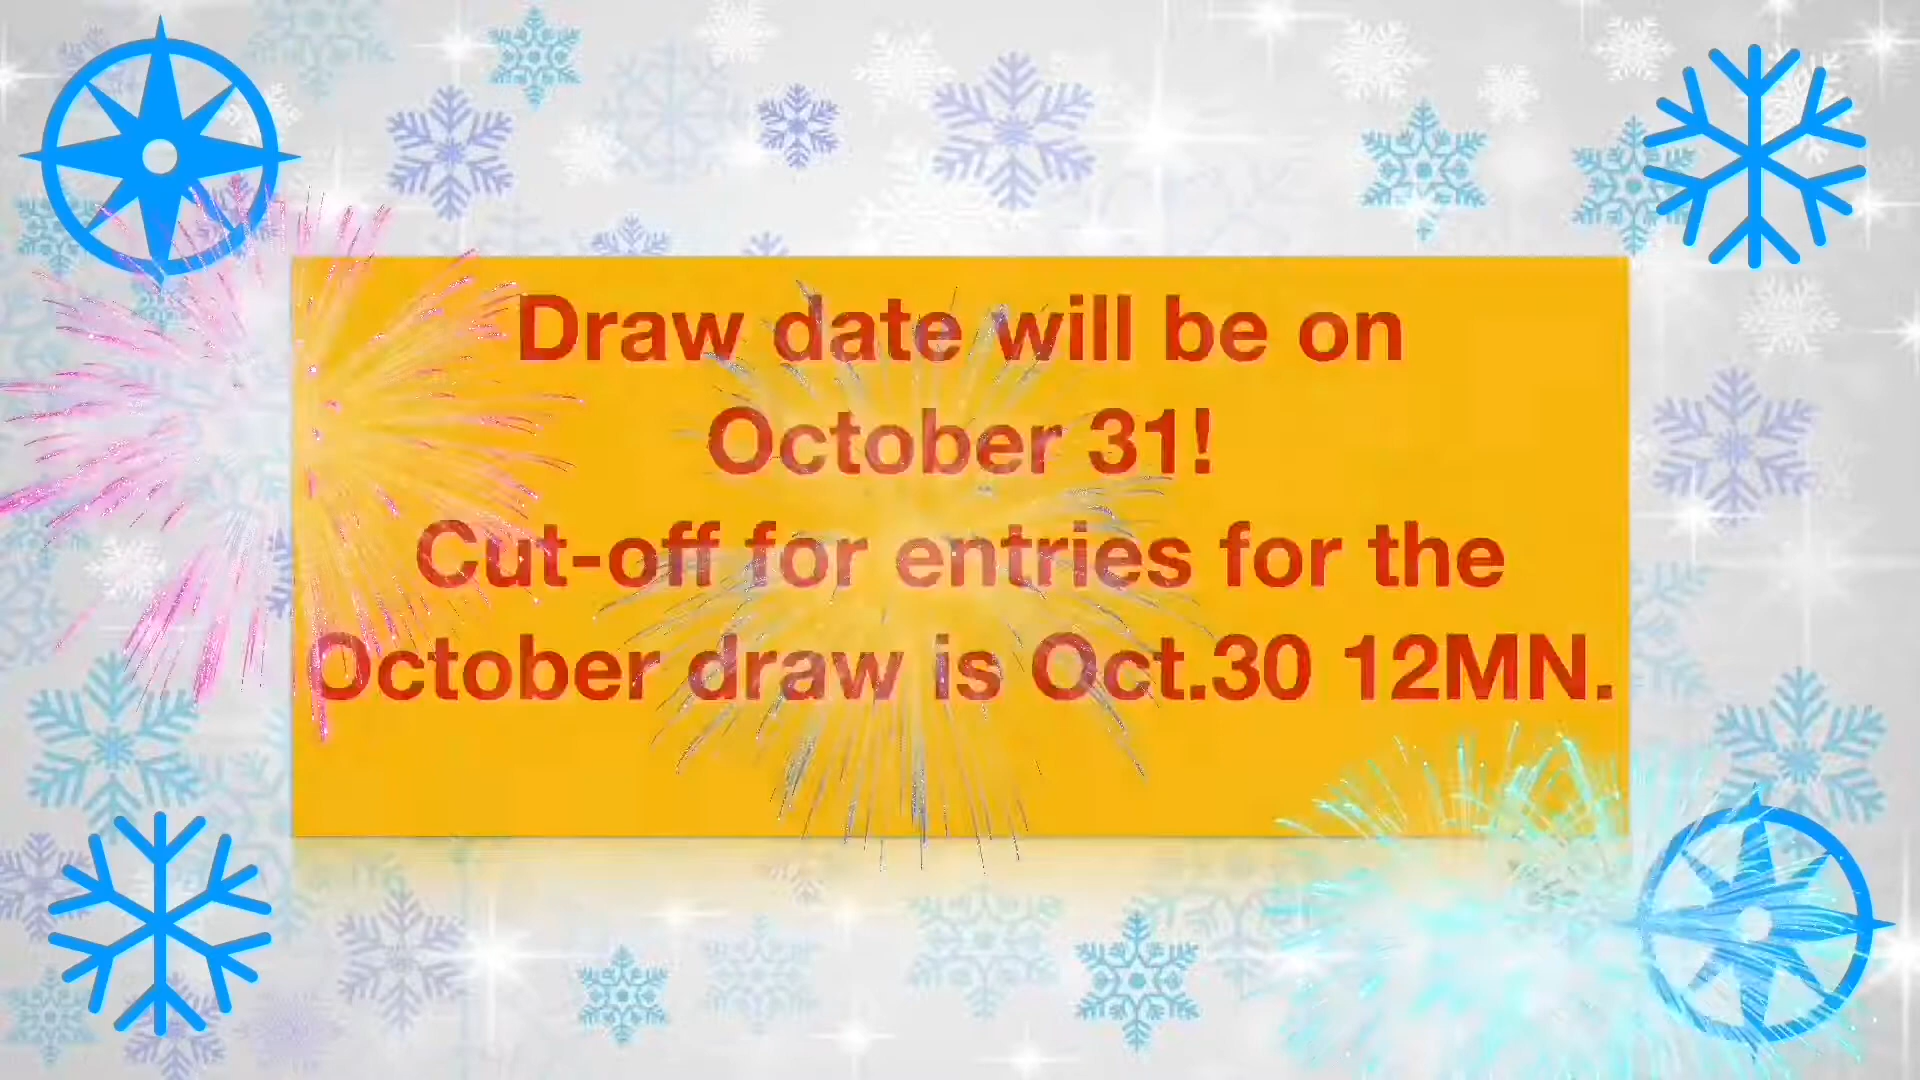 Draw date will be on
October 31!
Cut-off for entries for the
October draw is Oct.30 12MN.